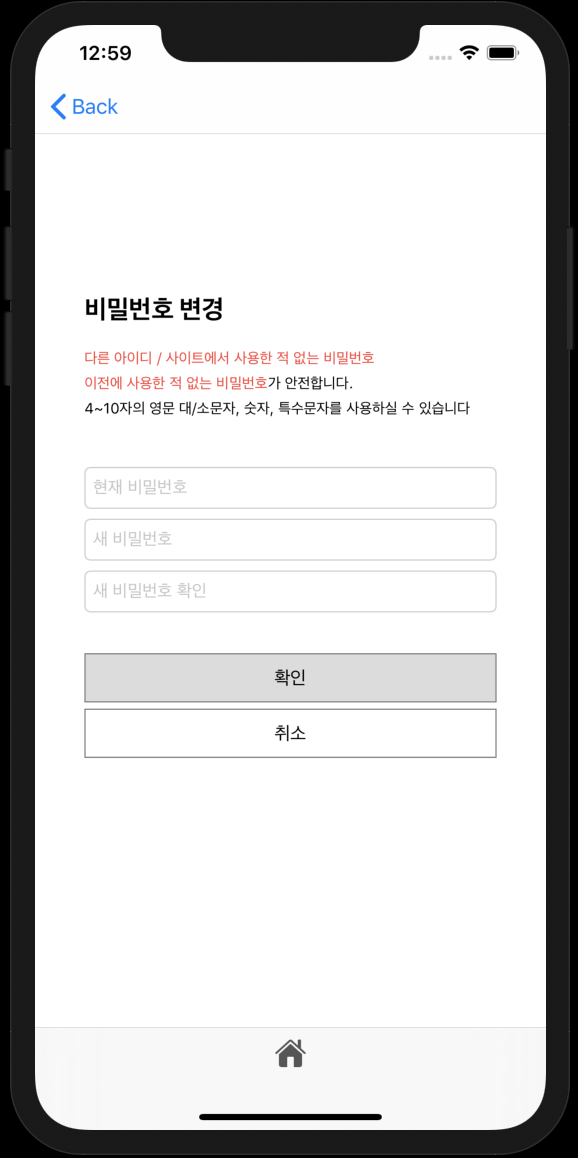 12:59
Back
비밀번호 변경
다른 아이디 / 사이트에서 사용한 적 없는 비밀번호
이전에 사용한 적 없는 비밀번호가 안전합니다.
4~10자의 영문 대/소문자, 숫자, 특수문자를 사용하실 수 있습니다
현재 비밀번호
새 비밀번호
새 비밀번호 확인
확인
취소